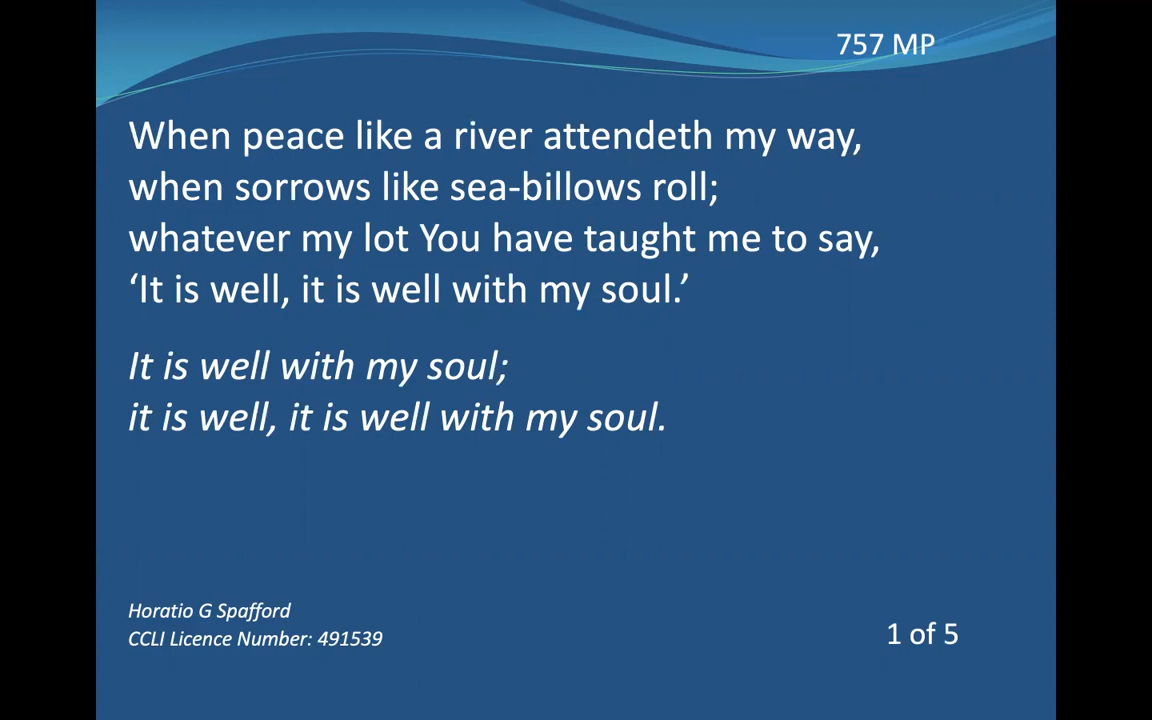 757 MP
When peace like a river attendeth my way,
when sorrows like sea-billows roll;
whatever my lot You have taught me to say,
‘It is well, it is well with my soul.’
It is well with my soul;
it is well, it is well with my soul.
Horatio G Spafford
CCLI Licence Number: 491539
1 of 5